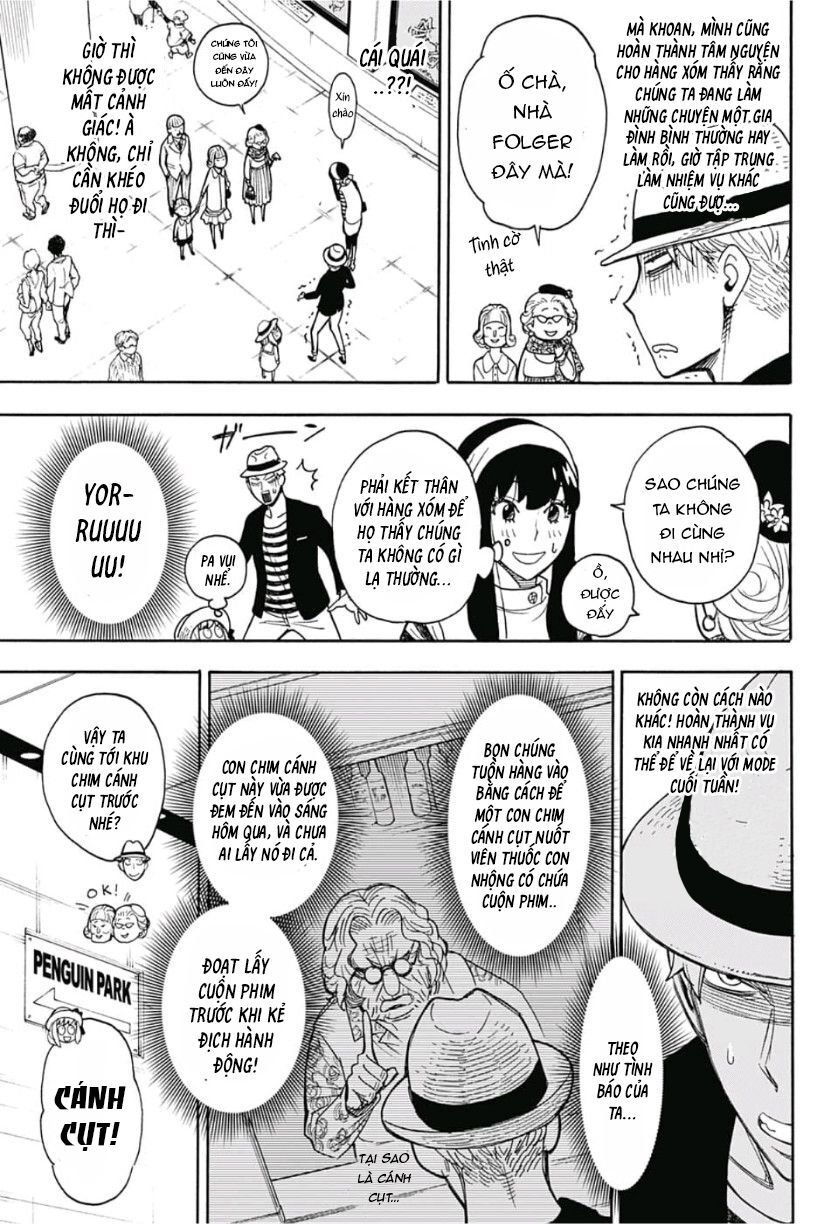 MÀ KHOAN, MÌNH CŨNG
HOÀN THÀNH TÂM NGUYỆN
CHO HÀNG XÓM THẤY RẰNG
CHÚNG TA ĐANG LÀM
NHỮNG CHUYỆN MỘT GIA
ĐÌNH BÌNH THƯỜNG HAY
LÀM RỒI, GIỜ TẬP TRUNG
LÀM NHIỆM VỤ KHÁC
CŨNG ĐƯỢ...
Ố CHÀ,
NHÀ
FOLGER
ĐÂY MÀ!
Tình cờ
thật
CÁI QUÁI
...??!
Xin
chào
CHÚNG TÔI
CŨNG VỪA
ĐẾN ĐÂY
LUÔN ĐẤY!
GIỜ THÌ
KHÔNG ĐƯỢC
MẤT CẢNH
GIÁC! À
KHÔNG, CHỈ
CẦN KHÉO
ĐUỔI HỌ ĐI
THÌ-
SAO CHÚNG
TA KHÔNG
ĐI CÙNG
NHAU NHỈ?
Ồ,
ĐƯỢC
ĐẤY
PHẢI KẾT THÂN
VỚI HÀNG XÓM ĐỂ
HỌ THẤY CHÚNG
TA KHÔNG CÓ GÌ
LẠ THƯỜNG...
ガーン
PA VUI
NHỂ.
YOR-
RUUUU
UU!
KHÔNG CÒN CÁCH NÀO
KHÁC! HOÀN THÀNH VỤ
KIA NHANH NHẤT CÓ
THỂ ĐỂ VỀ LẠI VỚI MODE
CUỐI TUẦN!
THEO
NHƯ TÌNH
BÁO CỦA
TA...
BỌN CHÚNG
TUỒN HÀNG VÀO
BẰNG CÁCH ĐỂ
MỘT CON CHIM
CÁNH CỤT NUỐT
VIÊN THUỐC CON
NHỘNG CÓ CHỨA
CUỘN PHIM..
CON CHIM CÁNH
CỤT NÀY VỪA ĐƯỢC
ĐEM ĐẾN VÀO SÁNG
HÔM QUA, VÀ CHƯA
AI LẤY NÓ ĐI CẢ.
ĐOẠT LẤY
CUỒN PHIM
TRƯỚC KHI KẺ
ĐỊCH HÀNH
ĐỘNG!
TẠI SAO
LÀ CÁNH
CỤT...
VẬY TA
CÙNG TỚI KHU
CHIM CÁNH
CỤT TRƯỚC
NHÉ?
OK!
PENGUIN PARK
CÁNH
CỤT!